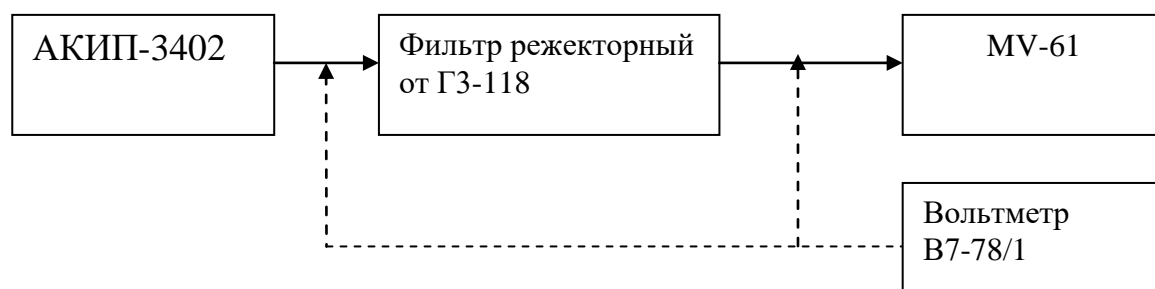 АКИП-3402
Фильтр режекторный
от Г3-118
MV-61
Вольтметр
В7-78/1